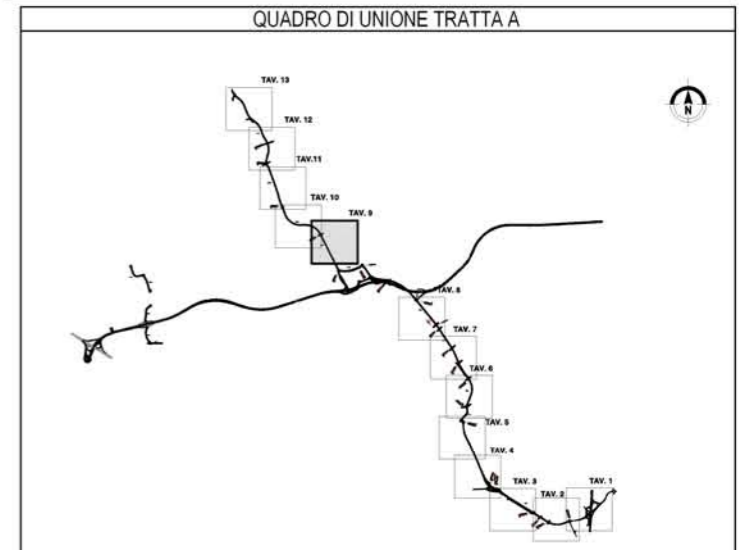 QUADRO DI UNIONE TRATTA A
TAV. 13
TAV. 12
TAV.11
TAV. 10
TAV. 9
N
TAV. 8
TAV. 7
TAV. 6
TAV. 5
TAV. 4
TAV. 3
TAV. 2
TAV. 1